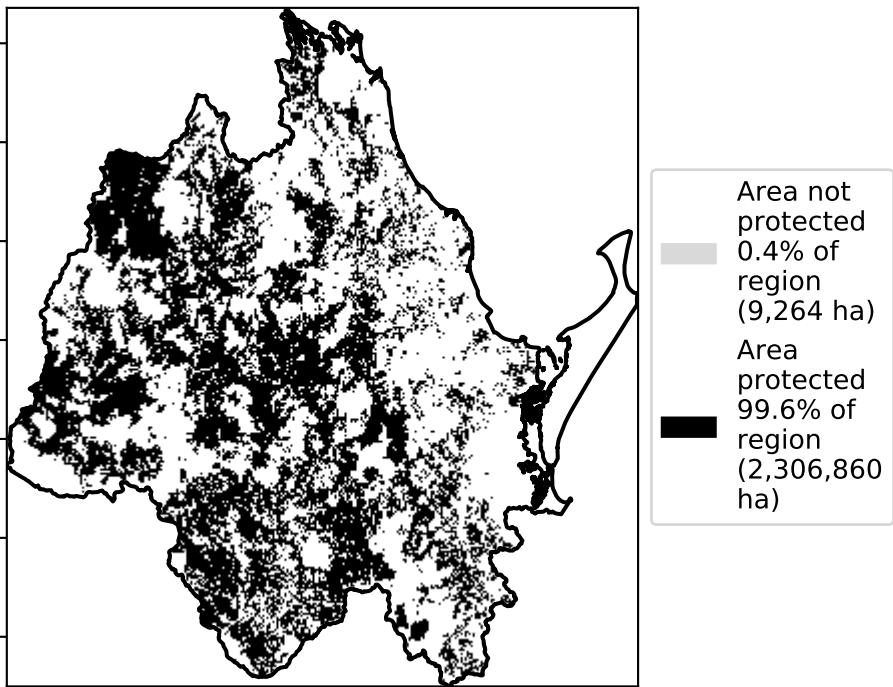 Area not
protected
0.4% of
region
(9,264 ha)
Area
protected
99.6% of
region
(2,306,860
ha)